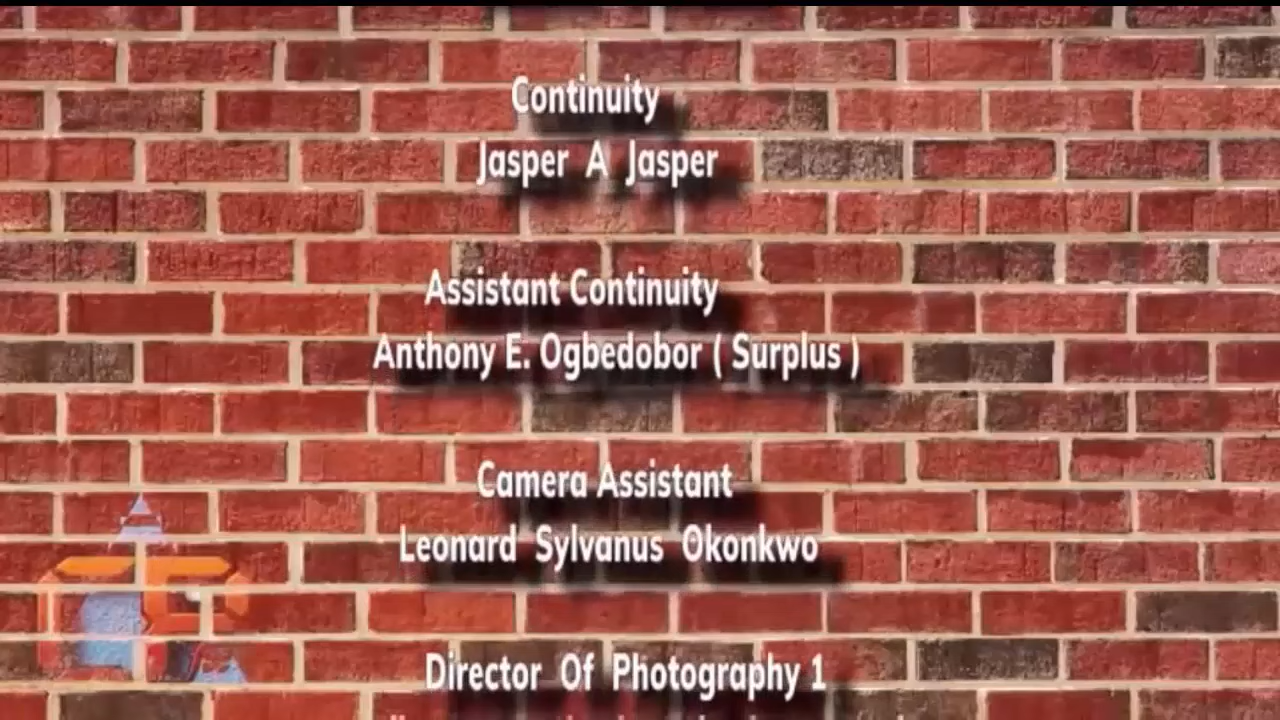 Continuity
Jasper A Jasper
Assistant Continuity
Anthony E. Ogbedobor ( Surplus )
Camera Assistant
Leonard Sylvanus Okonkwo
Director Of Photography 1